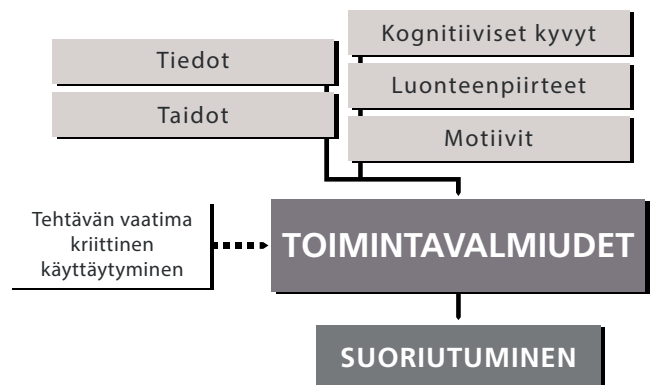 Tiedot
Taidot
Kognitiiviset kyvyt
Luonteenpiirteet
Motiivit
Tehtävän vaatima
kriittinen
käyttäytyminen
TOIMINTAVALMIUDET
SUORIUTUMINEN